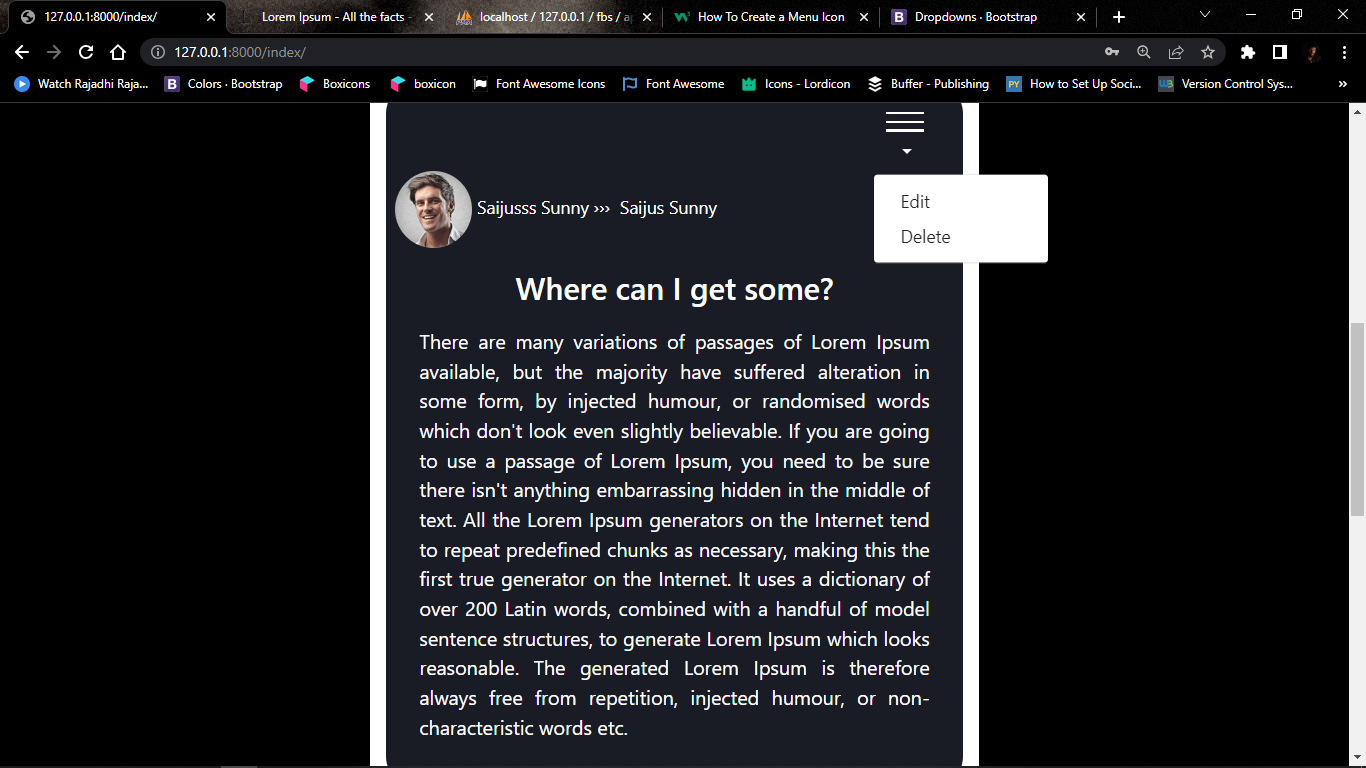 127.0.0.1:8000/index/
Lorem Ipsum - All the facts -
localhost / 127.0.0.1 / fbs / ap
How To Create a Menu Icon
Dropdowns · Bootstrap
127.0.0.1:8000/index/
Watch Rajadhi Raja...
Colors · Bootstrap
Boxicons
boxicon
Font Awesome Icons
Font Awesome
Icons - Lordicon
Buffer - Publishing
PY
How to Set Up Soci...
Version Control Sys...
»
Saijusss Sunny ››› Saijus Sunny
Edit
Delete
Where can I get some?
There are many variations of passages of Lorem Ipsum
available, but the majority have suffered alteration in
some form, by injected humour, or randomised words
which don't look even slightly believable. If you are going
to use a passage of Lorem Ipsum, you need to be sure
there isn't anything embarrassing hidden in the middle of
text. All the Lorem Ipsum generators on the Internet tend
to repeat predefined chunks as necessary, making this the
first true generator on the Internet. It uses a dictionary of
over 200 Latin words, combined with a handful of model
sentence structures, to generate Lorem Ipsum which looks
reasonable. The generated Lorem Ipsum is therefore
always free from repetition, injected humour, or non-
characteristic words etc.